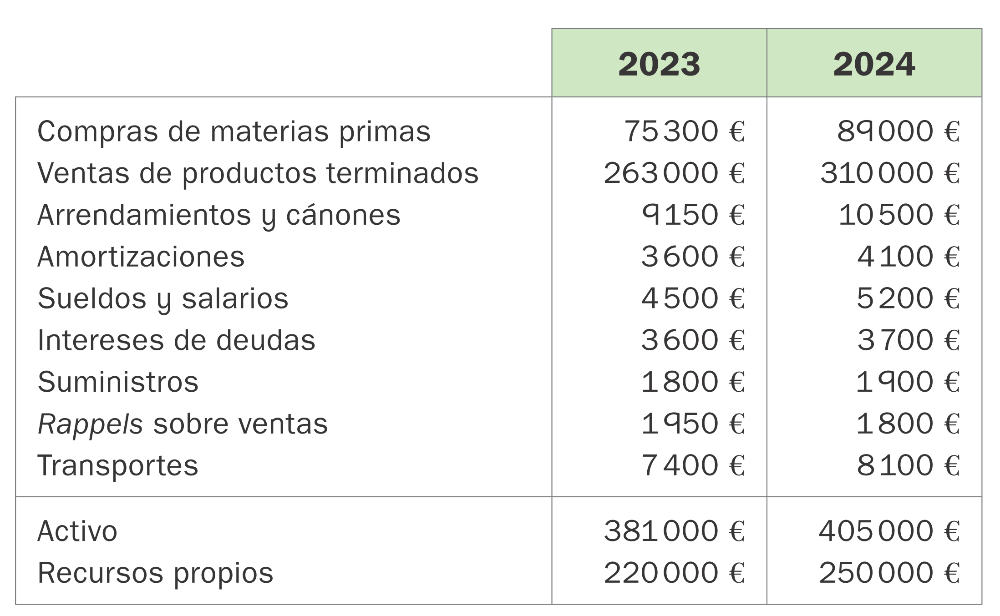 2023 2024
Compras de materias primas 75 300 € 89 000 €
Ventas de productos terminados 263 000 € 310 000 €
Arrendamientos y cánones 9 150 € 10 500 €
Amortizaciones 3 600 € 4 100 €
Sueldos y salarios 4 500 € 5 200 €
Intereses de deudas 3 600 € 3 700 €
Suministros 1 800 € 1 900 €
Rappels sobre ventas 1 950 € 1 800 €
Transportes 7 400 € 8 100 €
Activo 381 000 € 405 000 €
Recursos propios 220 000 € 250 000 €